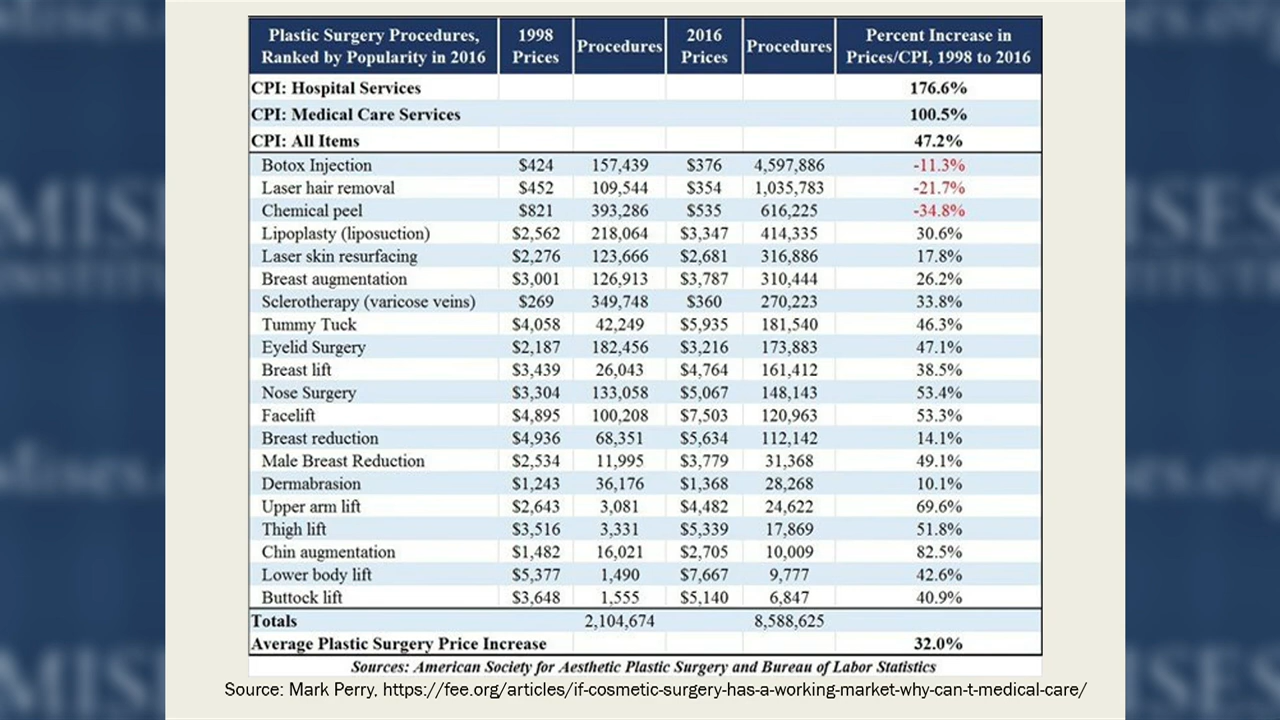 Plastic Surgery Procedures, Ranked by Popularity in 2016 | 1998 Prices | Procedures | 2016 Prices | Procedures | Percent Increase in Prices/CPI, 1998 to 2016
CPI: Hospital Services 176.6%
CPI: Medical Care Services 100.5%
CPI: All Items 47.2%
Botox Injection $424 157,439 $376 4,597,886 -11.3%
Laser hair removal $452 109,544 $354 1,035,783 -21.7%
Chemical peel $821 393,286 $535 616,225 -34.8%
Lipoplasty (liposuction) $2,562 218,064 $3,347 414,335 30.6%
Laser skin resurfacing $2,276 123,666 $2,681 316,886 17.8%
Breast augmentation $3,001 126,913 $3,787 310,444 26.2%
Sclerotherapy (varicose veins) $269 349,748 $360 270,223 33.8%
Tummy Tuck $4,058 42,249 $5,935 181,540 46.3%
Eyelid Surgery $2,187 182,456 $3,216 173,883 47.1%
Breast lift $3,439 26,043 $4,764 161,412 38.5%
Nose Surgery $3,304 133,058 $5,067 148,143 53.4%
Facelift $4,895 100,208 $7,503 120,963 53.3%
Breast reduction $4,936 68,351 $5,634 112,142 14.1%
Male Breast Reduction $2,534 11,995 $3,779 31,368 49.1%
Dermabrasion $1,243 36,176 $1,368 28,268 10.1%
Upper arm lift $2,643 3,081 $4,482 24,622 69.6%
Thigh lift $3,516 3,331 $5,339 17,869 51.8%
Chin augmentation $1,482 16,021 $2,705 10,009 82.5%
Lower body lift $5,377 1,490 $7,667 9,777 42.6%
Buttock lift $3,648 1,555 $5,140 6,847 40.9%
Totals 2,104,674 8,588,625
Average Plastic Surgery Price Increase 32.0%
Sources: American Society for Aesthetic Plastic Surgery and Bureau of Labor Statistics
Source: Mark Perry, https://fee.org/articles/if-cosmetic-surgery-has-a-working-market-why-can-t-medical-care/